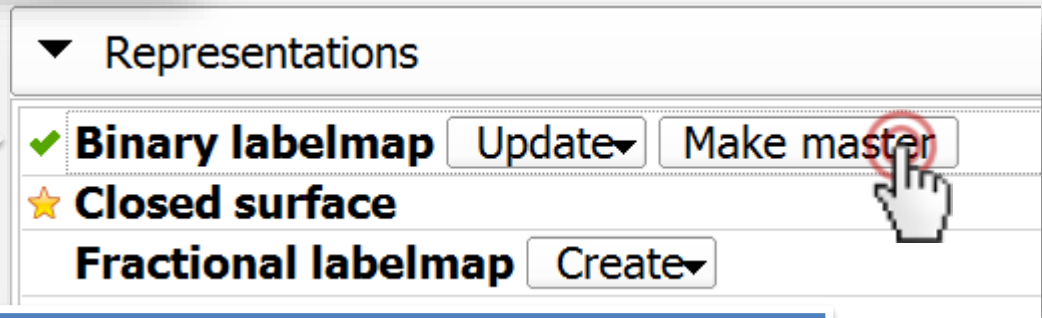 Representations
Binary labelmap Update Make master
Closed surface
Fractional labelmap Create